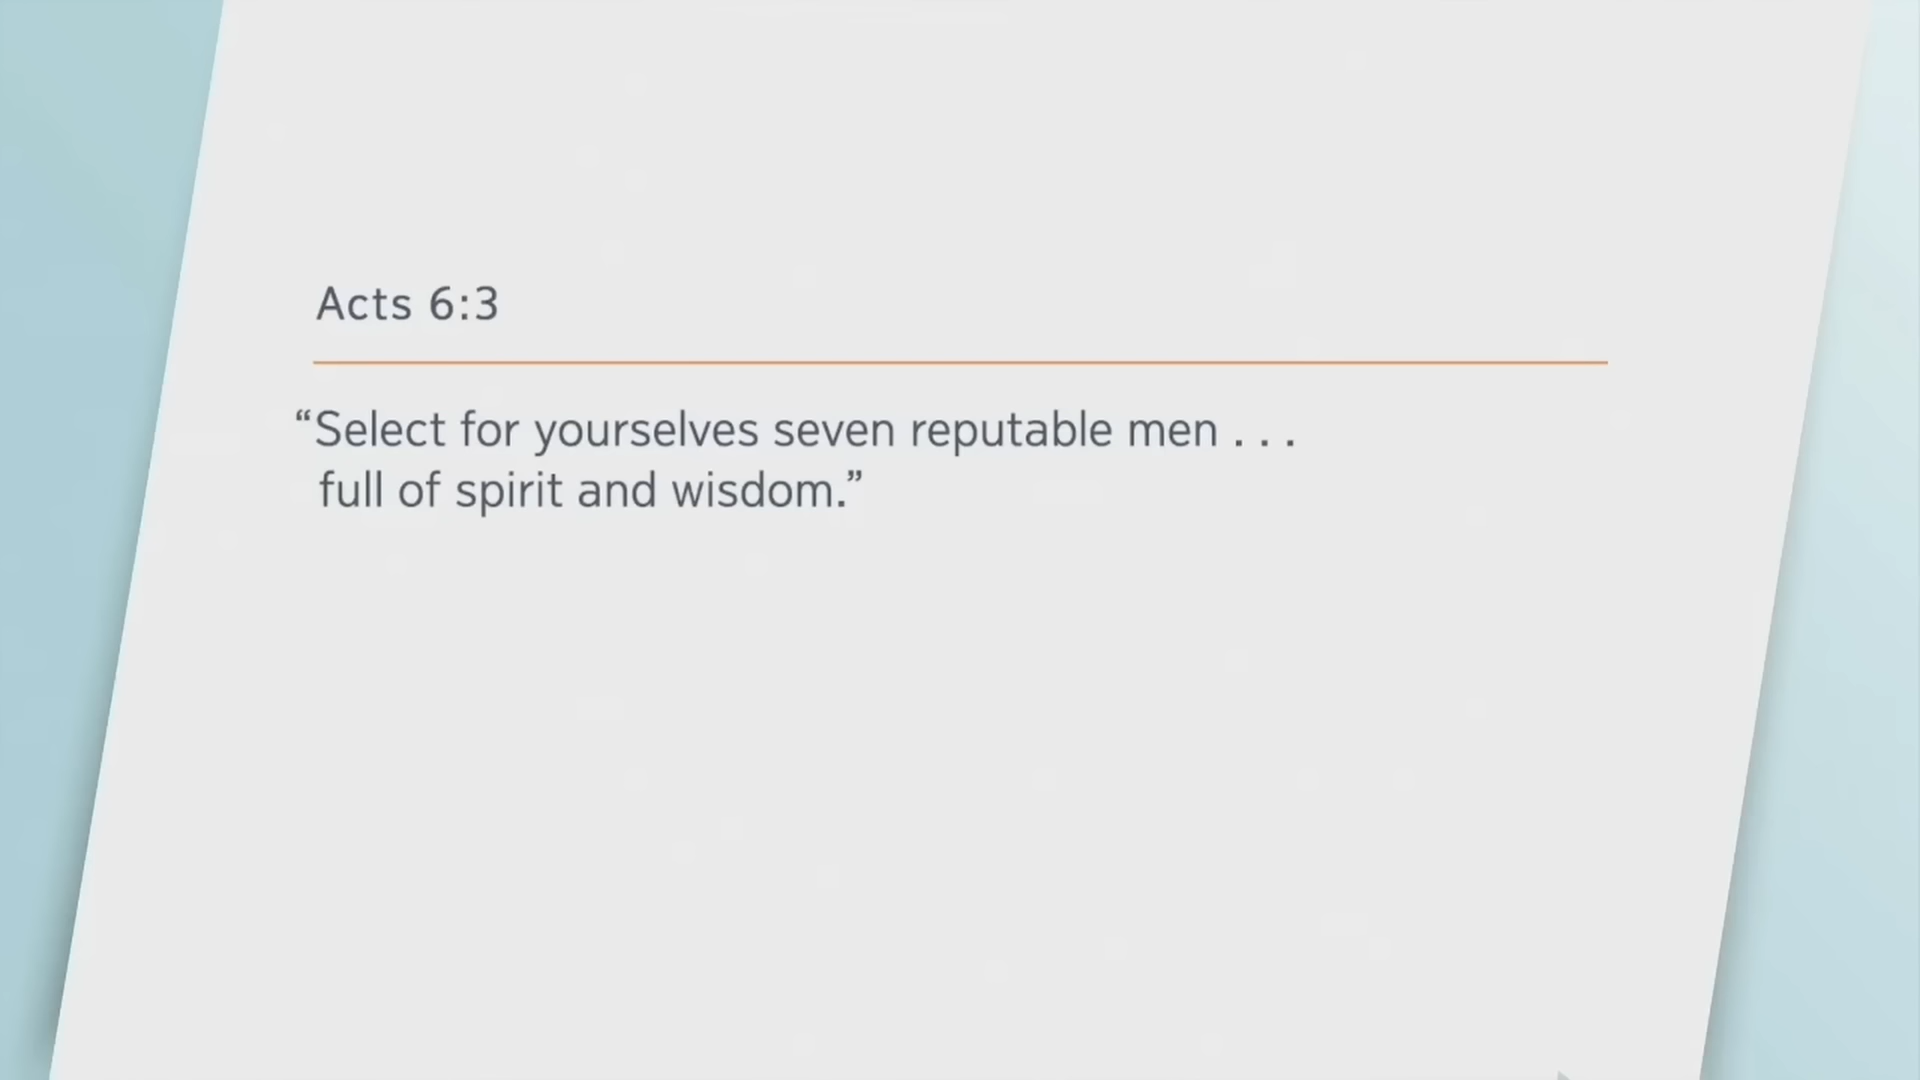 Acts 6:3
“Select for yourselves seven reputable men . . .
full of spirit and wisdom.”